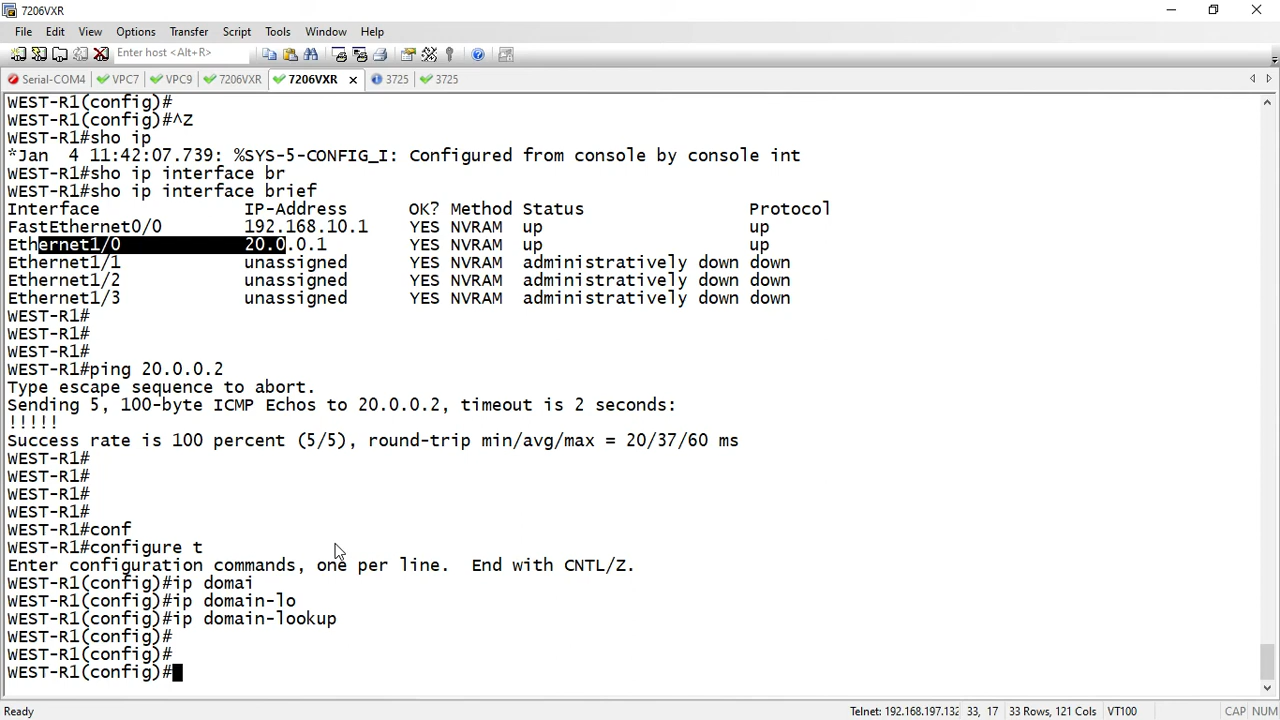 7206VXR
File Edit View Options Transfer Script Tools Window Help
Enter host <Alt+R>
Serial-COM4 VPC7 VPC9 7206VXR 7206VXR 3725 3725
WEST-R1(config)#
WEST-R1(config)#^Z
WEST-R1#sho ip
*Jan  4 11:42:07.739: %SYS-5-CONFIG_I: Configured from console by console int
WEST-R1#sho ip interface br
WEST-R1#sho ip interface brief
Interface              IP-Address      OK? Method Status                Protocol
FastEthernet0/0        192.168.10.1    YES NVRAM  up                    up
Ethernet1/0            20.0.0.1        YES NVRAM  up                    up
Ethernet1/1            unassigned      YES NVRAM  administratively down down
Ethernet1/2            unassigned      YES NVRAM  administratively down down
Ethernet1/3            unassigned      YES NVRAM  administratively down down
WEST-R1#
WEST-R1#
WEST-R1#
WEST-R1#ping 20.0.0.2
Type escape sequence to abort.
Sending 5, 100-byte ICMP Echos to 20.0.0.2, timeout is 2 seconds:
!!!!!
Success rate is 100 percent (5/5), round-trip min/avg/max = 20/37/60 ms
WEST-R1#
WEST-R1#
WEST-R1#
WEST-R1#
WEST-R1#conf
WEST-R1#configure t
Enter configuration commands, one per line.  End with CNTL/Z.
WEST-R1(config)#ip domai
WEST-R1(config)#ip domain-lo
WEST-R1(config)#ip domain-lookup
WEST-R1(config)#
WEST-R1(config)#
WEST-R1(config)#
Ready Telnet: 192.168.197.132 33, 17 33 Rows, 121 Cols VT100 CAP NUM